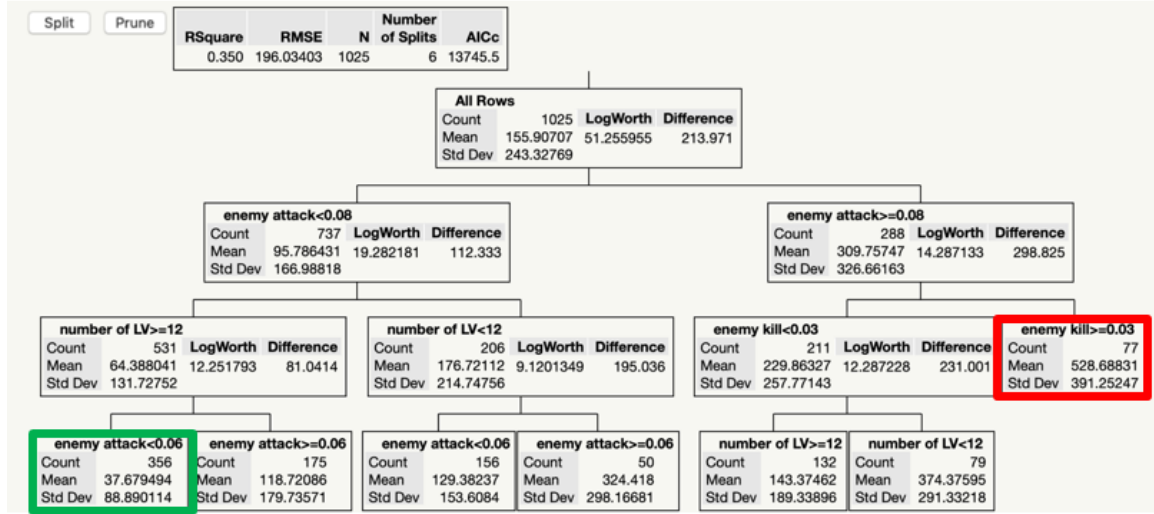 Split Prune
Number
RSquare RMSE N of Splits AICc
0.350 196.03403 1025 6 13745.5
All Rows
Count 1025 LogWorth Difference
Mean 155.90707 51.255955 213.971
Std Dev 243.32769
enemy attack<0.08
Count 737 LogWorth Difference
Mean 95.786431 19.282181 112.333
Std Dev 166.98818
enemy attack>=0.08
Count 288 LogWorth Difference
Mean 309.75747 14.287133 298.825
Std Dev 326.66163
number of LV>=12
Count 531 LogWorth Difference
Mean 64.388041 12.251793 81.0414
Std Dev 131.72752
number of LV<12
Count 206 LogWorth Difference
Mean 176.72112 9.1201349 195.036
Std Dev 214.74756
enemy kill<0.03
Count 211 LogWorth Difference
Mean 229.86327 12.287228 231.001
Std Dev 257.77143
enemy kill>=0.03
Count 77
Mean 528.68831
Std Dev 391.25247
enemy attack<0.06
Count 356
Mean 37.679494
Std Dev 88.890114
enemy attack>=0.06
Count 175
Mean 118.72086
Std Dev 179.73571
enemy attack<0.06
Count 156
Mean 129.38237
Std Dev 153.6084
enemy attack>=0.06
Count 50
Mean 324.418
Std Dev 298.16681
number of LV>=12
Count 132
Mean 143.37462
Std Dev 189.33896
number of LV<12
Count 79
Mean 374.37595
Std Dev 291.33218